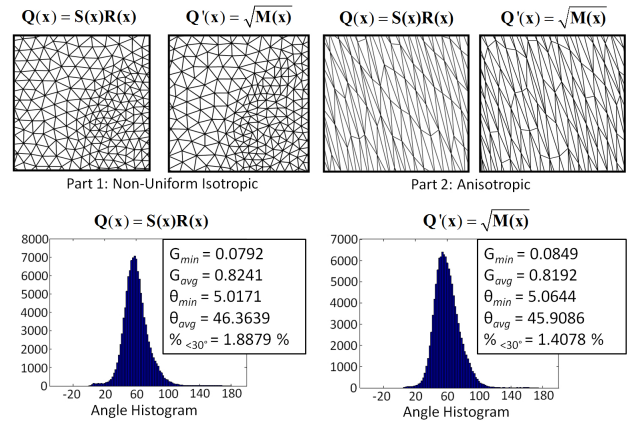 Q(x) = S(x)R(x)
Q'(x) = √M(x)
Q(x) = S(x)R(x)
Q'(x) = √M(x)
Part 1: Non-Uniform Isotropic
Part 2: Anisotropic
Q(x) = S(x)R(x)
8000
7000
6000
5000
4000
3000
2000
1000
0
-20
20
60
100
140
180
Angle Histogram
G_min = 0.0792
G_avg = 0.8241
θ_min = 5.0171
θ_avg = 46.3639
% <30° = 1.8879 %
Q'(x) = √M(x)
7000
6000
5000
4000
3000
2000
1000
0
-20
20
60
100
140
180
Angle Histogram
G_min = 0.0849
G_avg = 0.8192
θ_min = 5.0644
θ_avg = 45.9086
% <30° = 1.4078 %